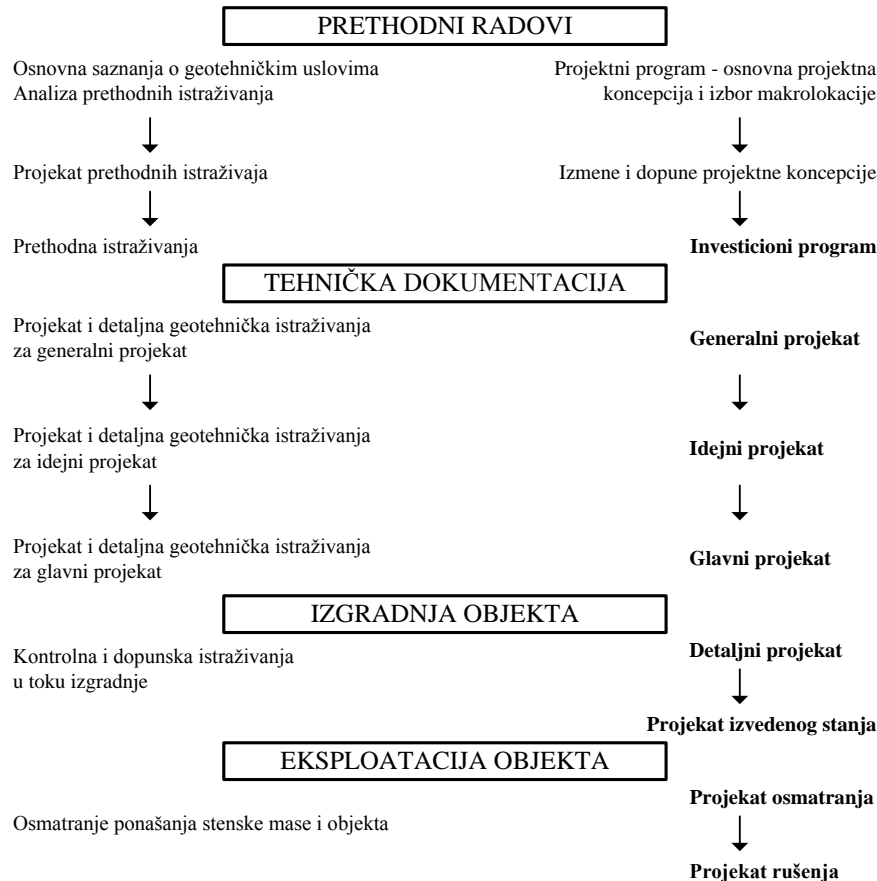 PRETHODNI RADOVI
Osnovna saznanja o geotehničkim uslovima
Analiza prethodnih istraživanja
Projektni program - osnovna projektna
koncepcija i izbor makrolokacije
Projekat prethodnih istraživaja
Izmene i dopune projektne koncepcije
Prethodna istraživanja
Investicioni program
TEHNIČKA DOKUMENTACIJA
Projekat i detaljna geotehnička istraživanja
za generalni projekat
Generalni projekat
Projekat i detaljna geotehnička istraživanja
za idejni projekat
Idejni projekat
Projekat i detaljna geotehnička istraživanja
za glavni projekat
Glavni projekat
IZGRADNJA OBJEKTA
Kontrolna i dopunska istraživanja
u toku izgradnje
Detaljni projekat
Projekat izvedenog stanja
EKSPLOATACIJA OBJEKTA
Osmatranje ponašanja stenske mase i objekta
Projekat osmatranja
Projekat rušenja